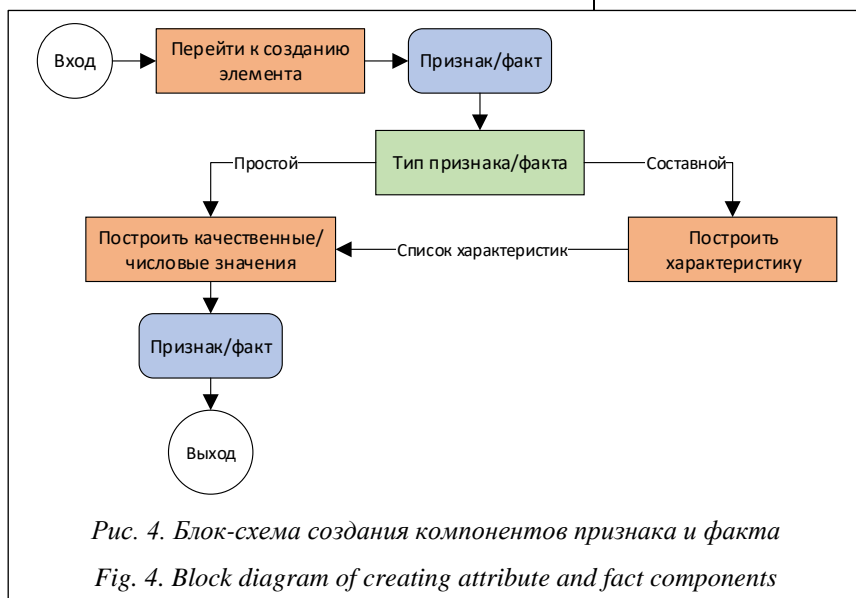 Вход
Перейти к созданию
элемента
Признак/факт
Тип признака/факта
Простой
Составной
Построить качественные/
числовые значения
Список характеристик
Построить
характеристику
Признак/факт
Выход
Рис. 4. Блок-схема создания компонентов признака и факта
Fig. 4. Block diagram of creating attribute and fact components